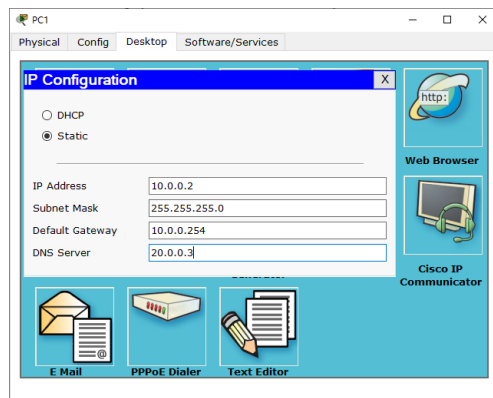 PC1
Physical Config Desktop Software/Services
IP Configuration X
http:
DHCP
Static
Web Browser
IP Address 10.0.0.2
Subnet Mask 255.255.255.0
Default Gateway 10.0.0.254
DNS Server 20.0.0.3
Cisco IP
Communicator
@
E Mail PPPoE Dialer Text Editor